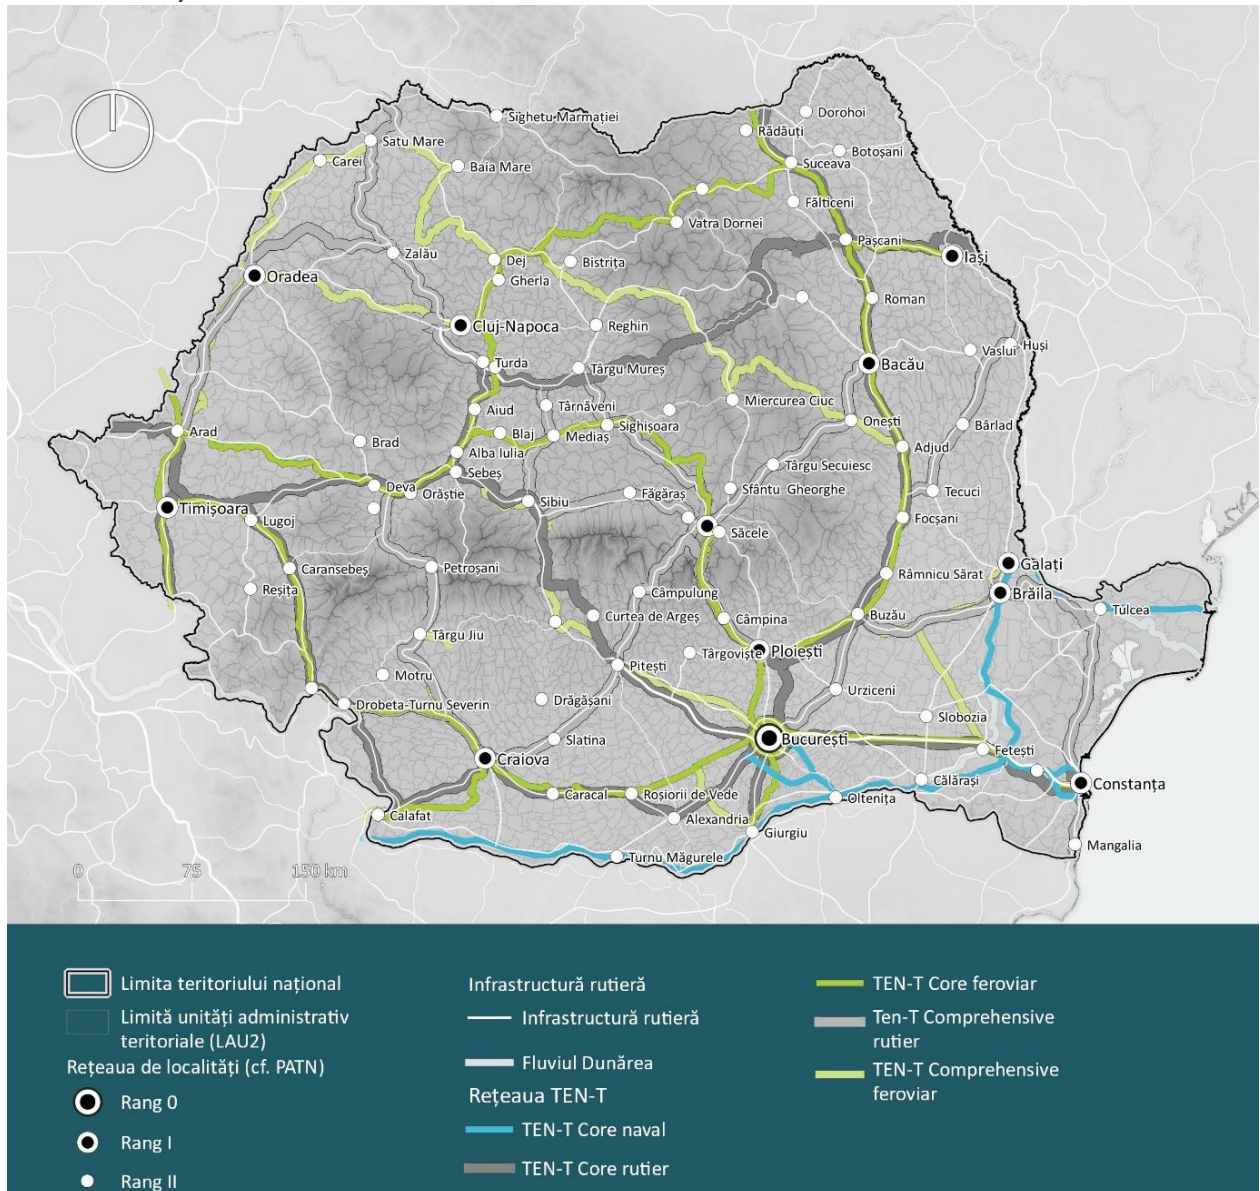 Sighetu Marmației
Dorohoi
Rădăuți
Satu Mare
Botoșani
Carei
Baia Mare
Suceava
Fălticeni
Vatra Dornei
Pașcani
Zalău
Iași
Dej
Bistrița
Oradea
Gherla
Roman
Cluj-Napoca
Reghin
Huși
Vaslui
Turda
Târgu Mureș
Bacău
Miercurea Ciuc
Aiud
Târnăveni
Onești
Bârlad
Sighișoara
Arad
Blaj
Mediaș
Brad
Adjud
Alba Iulia
Târgu Secuiesc
Sebeș
Deva
Orăștie
Făgăraș
Sfântu Gheorghe
Tecuci
Sibiu
Timișoara
Lugoj
Focșani
Săcele
Galați
Caransebeș
Petroșani
Râmnicu Sărat
Reșița
Câmpulung
Brăila
Tulcea
Curtea de Argeș
Câmpina
Buzău
Târgu Jiu
Târgoviște
Ploiești
Pitești
Motru
Urziceni
Drobeta-Turnu Severin
Drăgășani
Slobozia
Slatina
București
Fetești
Craiova
Călărași
Constanța
Caracal
Roșiorii de Vede
Oltenița
Calafat
Alexandria
Giurgiu
Mangalia
Turnu Măgurele
0 75 150 km
Limita teritoriului național
Limită unități administrativ
teritoriale (LAU2)
Rețeaua de localități (cf. PATN)
Rang 0
Rang I
Rang II
Infrastructură rutieră
Infrastructură rutieră
Fluviul Dunărea
Rețeaua TEN-T
TEN-T Core naval
TEN-T Core rutier
TEN-T Core feroviar
Ten-T Comprehensive
rutier
TEN-T Comprehensive
feroviar